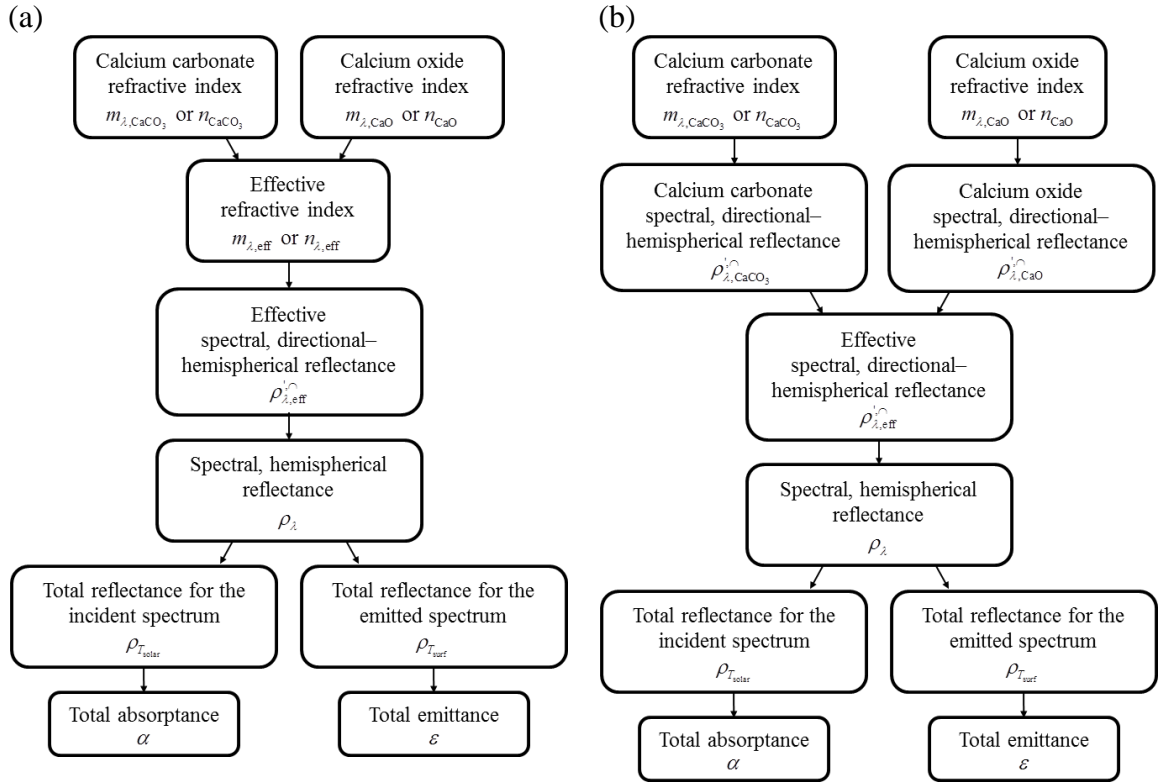 (a)
Calcium carbonate
refractive index
m_λ,CaCO₃ or n_CaCO₃
Calcium oxide
refractive index
m_λ,CaO or n_CaO
Effective
refractive index
m_λ,eff or n_λ,eff
Effective
spectral, directional–
hemispherical reflectance
ρ^',⌒_λ,eff
Spectral, hemispherical
reflectance
ρ_λ
Total reflectance for the
incident spectrum
ρ_T_solar
Total reflectance for the
emitted spectrum
ρ_T_surf
Total absorptance
α
Total emittance
ε
(b)
Calcium carbonate
refractive index
m_λ,CaCO₃ or n_CaCO₃
Calcium oxide
refractive index
m_λ,CaO or n_CaO
Calcium carbonate
spectral, directional–
hemispherical reflectance
ρ^',⌒_λ,CaCO₃
Calcium oxide
spectral, directional–
hemispherical reflectance
ρ^',⌒_λ,CaO
Effective
spectral, directional–
hemispherical reflectance
ρ^',⌒_λ,eff
Spectral, hemispherical
reflectance
ρ_λ
Total reflectance for the
incident spectrum
ρ_T_solar
Total reflectance for the
emitted spectrum
ρ_T_surf
Total absorptance
α
Total emittance
ε